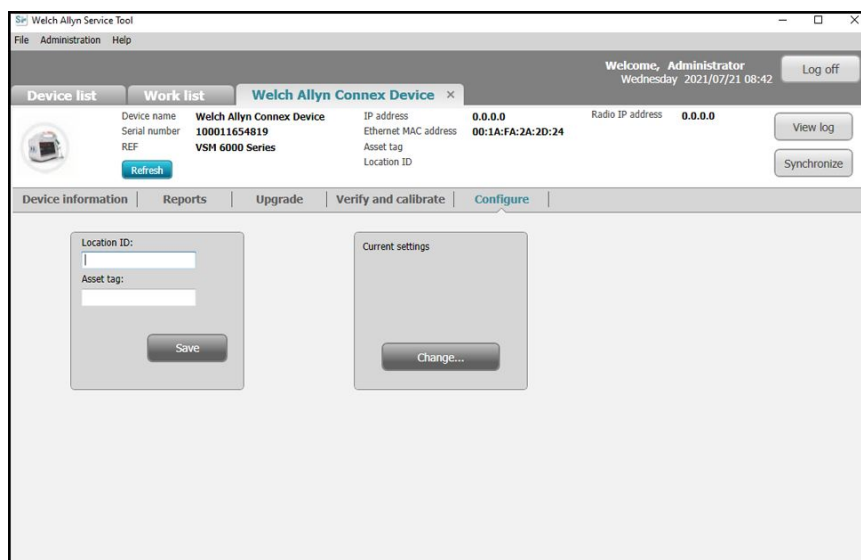 Welch Allyn Service Tool
File Administration Help
Welcome, Administrator
Wednesday 2021/07/21 08:42
Log off
Device list Work list Welch Allyn Connex Device ×
Device name Welch Allyn Connex Device IP address 0.0.0.0 Radio IP address 0.0.0.0
Serial number 100011654819 Ethernet MAC address 00:1A:FA:2A:2D:24
REF VSM 6000 Series Asset tag
Location ID
Refresh
View log
Synchronize
Device information Reports Upgrade Verify and calibrate Configure
Location ID:
Asset tag:
Save
Current settings
Change...